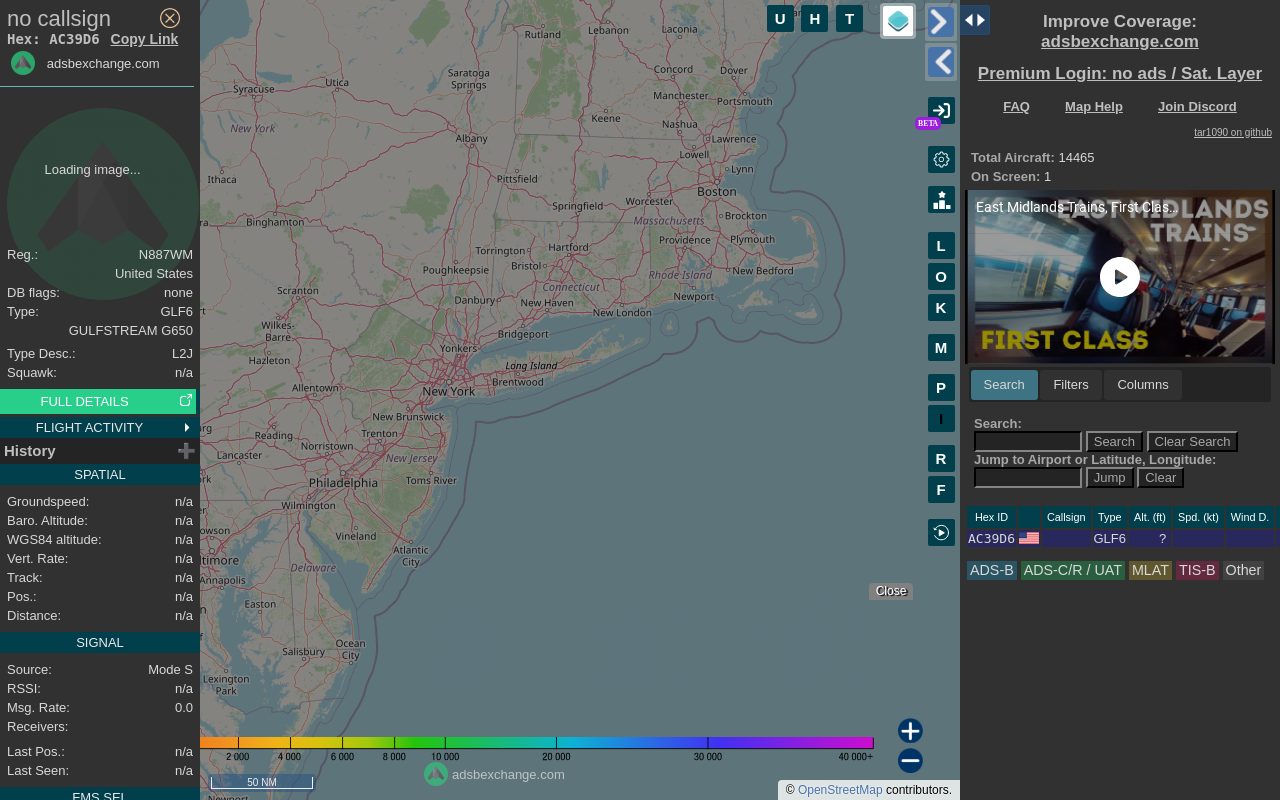 no callsign
Hex: AC39D6 Copy Link
adsbexchange.com
Loading image...
Reg.: N887WM
United States
DB flags: none
Type: GLF6
GULFSTREAM G650
Type Desc.: L2J
Squawk: n/a
FULL DETAILS
FLIGHT ACTIVITY
History
SPATIAL
Groundspeed: n/a
Baro. Altitude: n/a
WGS84 altitude: n/a
Vert. Rate: n/a
Track: n/a
Pos.: n/a
Distance: n/a
SIGNAL
Source: Mode S
RSSI: n/a
Msg. Rate: 0.0
Receivers:
Last Pos.: n/a
Last Seen: n/a
FMS SEL
U H T
BETA
L
O
K
M
P
I
R
F
Rutland
Lebanon
Laconia
Saratoga
Springs
Concord
Dover
Utica
Syracuse
Manchester
Portsmouth
Keene
Nashua
New York
Albany
Lawrence
Lowell
Lynn
Ithaca
Pittsfield
Boston
Worcester
Springfield
Massachusetts
Brockton
Binghamton
Hartford
Providence
Plymouth
Torrington
Bristol
Poughkeepsie
Rhode Island
New Bedford
Connecticut
Scranton
Danbury
New Haven
Newport
New London
Wilkes-
Barre
Bridgeport
Yonkers
Hazleton
Long Island
Brentwood
Allentown
New York
New Brunswick
Reading
Trenton
Norristown
Lancaster
New Jersey
Philadelphia
Toms River
Wilmington
Vineland
Atlantic
City
Delaware
Annapolis
Easton
Ocean
City
Salisbury
Lexington
Park
Close
2 000 4 000 6 000 8 000 10 000 20 000 30 000 40 000+
adsbexchange.com
50 NM
© OpenStreetMap contributors.
Improve Coverage:
adsbexchange.com
Premium Login: no ads / Sat. Layer
FAQ Map Help Join Discord
tar1090 on github
Total Aircraft: 14465
On Screen: 1
East Midlands Trains, First Clas...
EAST MIDLANDS
TRAINS
FIRST CLASS
Search Filters Columns
Search:
Search Clear Search
Jump to Airport or Latitude, Longitude:
Jump Clear
Hex ID Callsign Type Alt. (ft) Spd. (kt) Wind D.
AC39D6 GLF6 ?
ADS-B ADS-C/R / UAT MLAT TIS-B Other